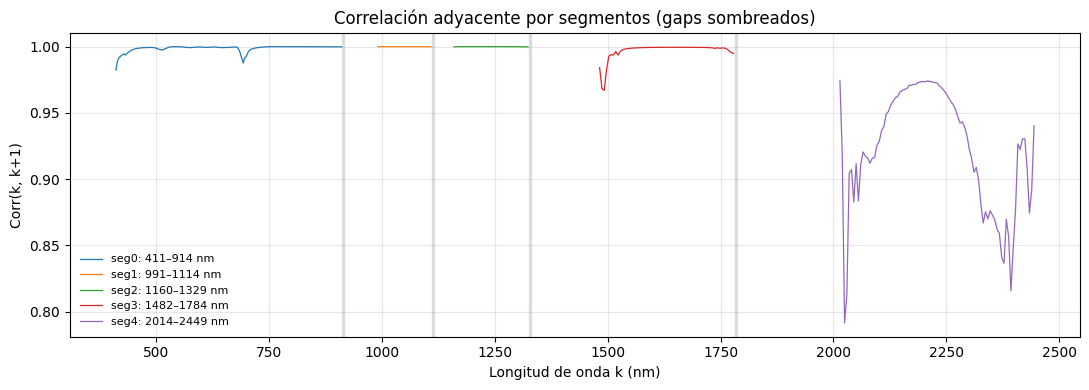 Correlación adyacente por segmentos (gaps sombreados)
Corr(k, k+1)
1.00
0.95
0.90
0.85
0.80
seg0: 411–914 nm
seg1: 991–1114 nm
seg2: 1160–1329 nm
seg3: 1482–1784 nm
seg4: 2014–2449 nm
500 750 1000 1250 1500 1750 2000 2250 2500
Longitud de onda k (nm)